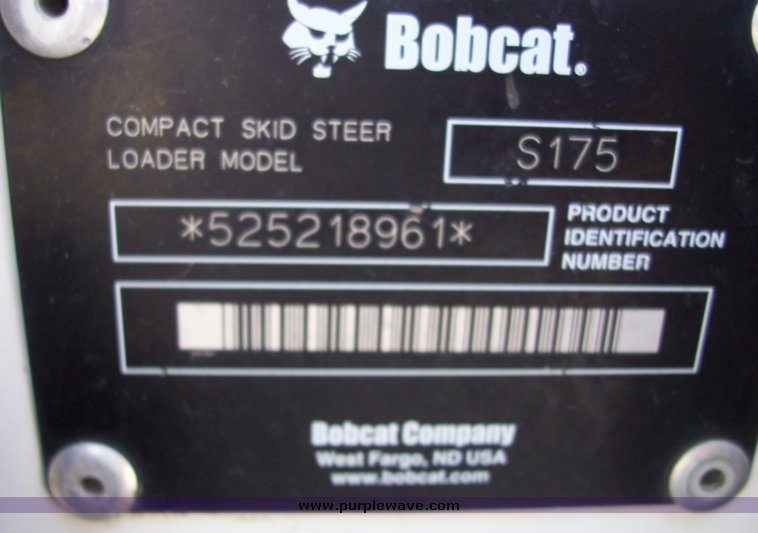 Bobcat®
COMPACT SKID STEER
LOADER MODEL
S175
*525218961*
PRODUCT
IDENTIFICATION
NUMBER
Bobcat Company
West Fargo, ND USA
www.bobcat.com
www.purplewave.com